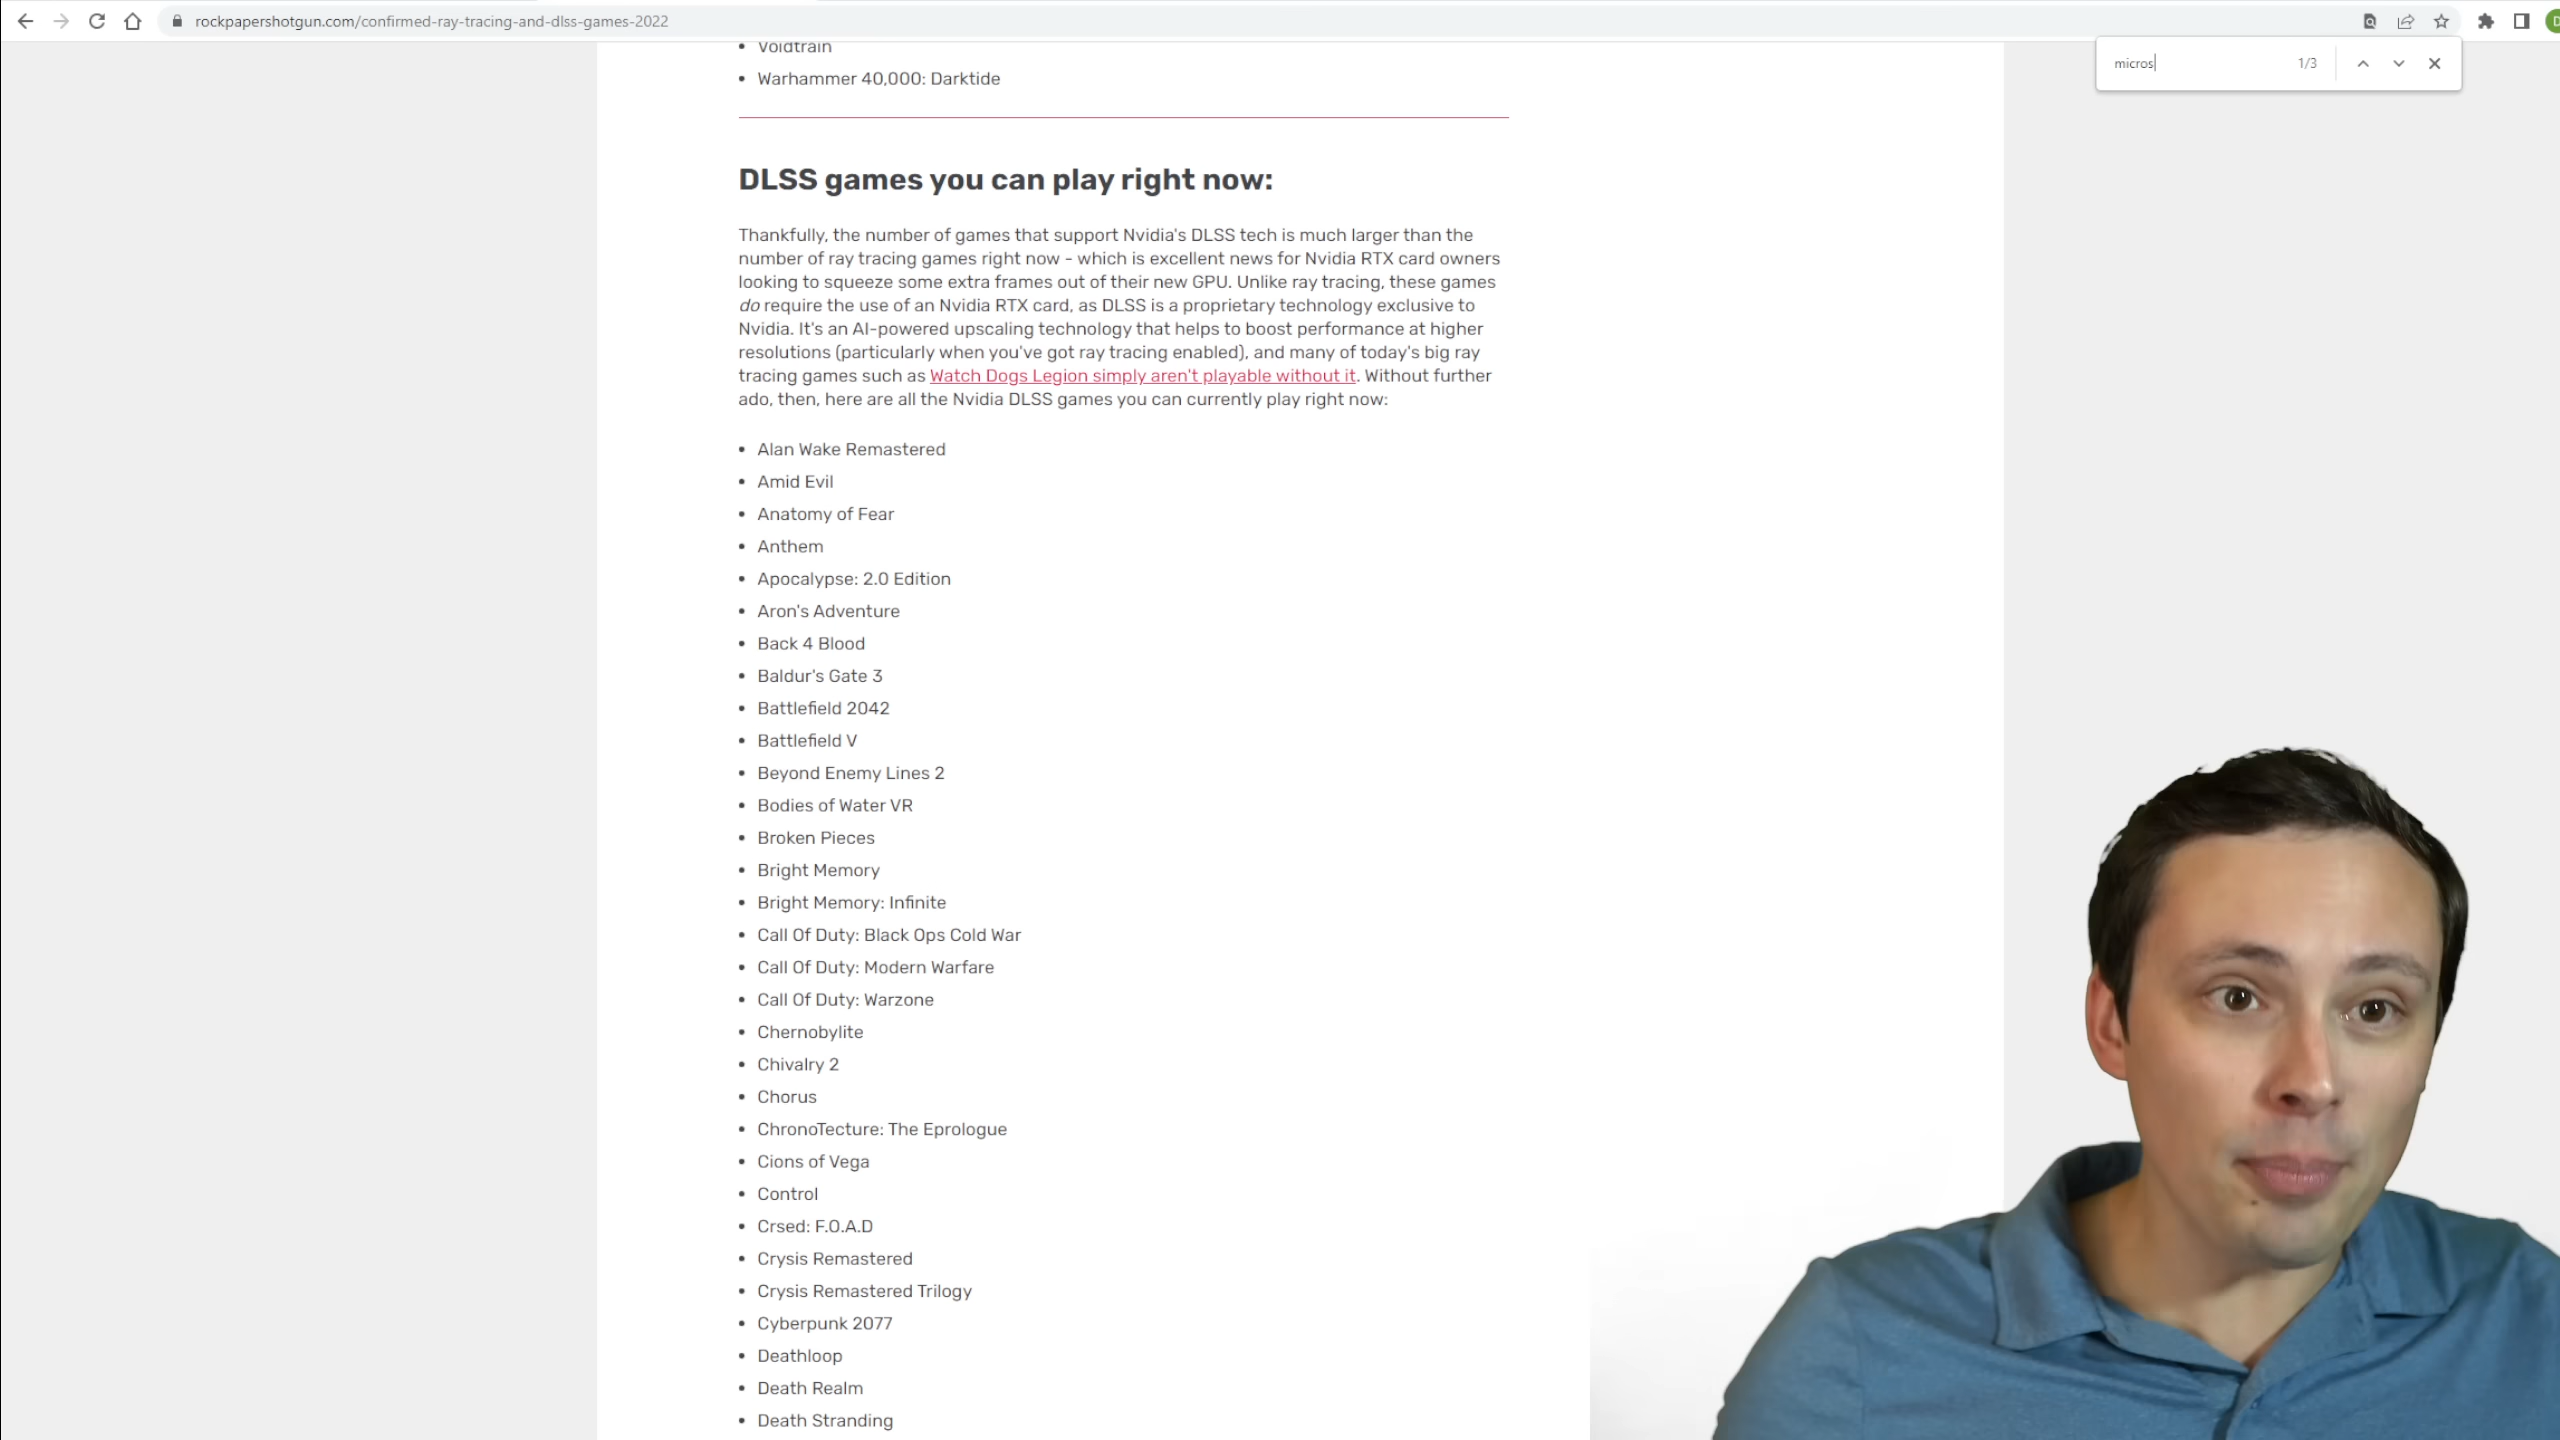 rockpapershotgun.com/confirmed-ray-tracing-and-dlss-games-2022
D
micros
1/3
Voidtrain
Warhammer 40,000: Darktide
DLSS games you can play right now:
Thankfully, the number of games that support Nvidia's DLSS tech is much larger than the
number of ray tracing games right now - which is excellent news for Nvidia RTX card owners
looking to squeeze some extra frames out of their new GPU. Unlike ray tracing, these games
do require the use of an Nvidia RTX card, as DLSS is a proprietary technology exclusive to
Nvidia. It's an AI-powered upscaling technology that helps to boost performance at higher
resolutions (particularly when you've got ray tracing enabled), and many of today's big ray
tracing games such as Watch Dogs Legion simply aren't playable without it. Without further
ado, then, here are all the Nvidia DLSS games you can currently play right now:
• Alan Wake Remastered
• Amid Evil
• Anatomy of Fear
• Anthem
• Apocalypse: 2.0 Edition
• Aron's Adventure
• Back 4 Blood
• Baldur's Gate 3
• Battlefield 2042
• Battlefield V
• Beyond Enemy Lines 2
• Bodies of Water VR
• Broken Pieces
• Bright Memory
• Bright Memory: Infinite
• Call Of Duty: Black Ops Cold War
• Call Of Duty: Modern Warfare
• Call Of Duty: Warzone
• Chernobylite
• Chivalry 2
• Chorus
• ChronoTecture: The Eprologue
• Cions of Vega
• Control
• Crsed: F.O.A.D
• Crysis Remastered
• Crysis Remastered Trilogy
• Cyberpunk 2077
• Deathloop
• Death Realm
• Death Stranding